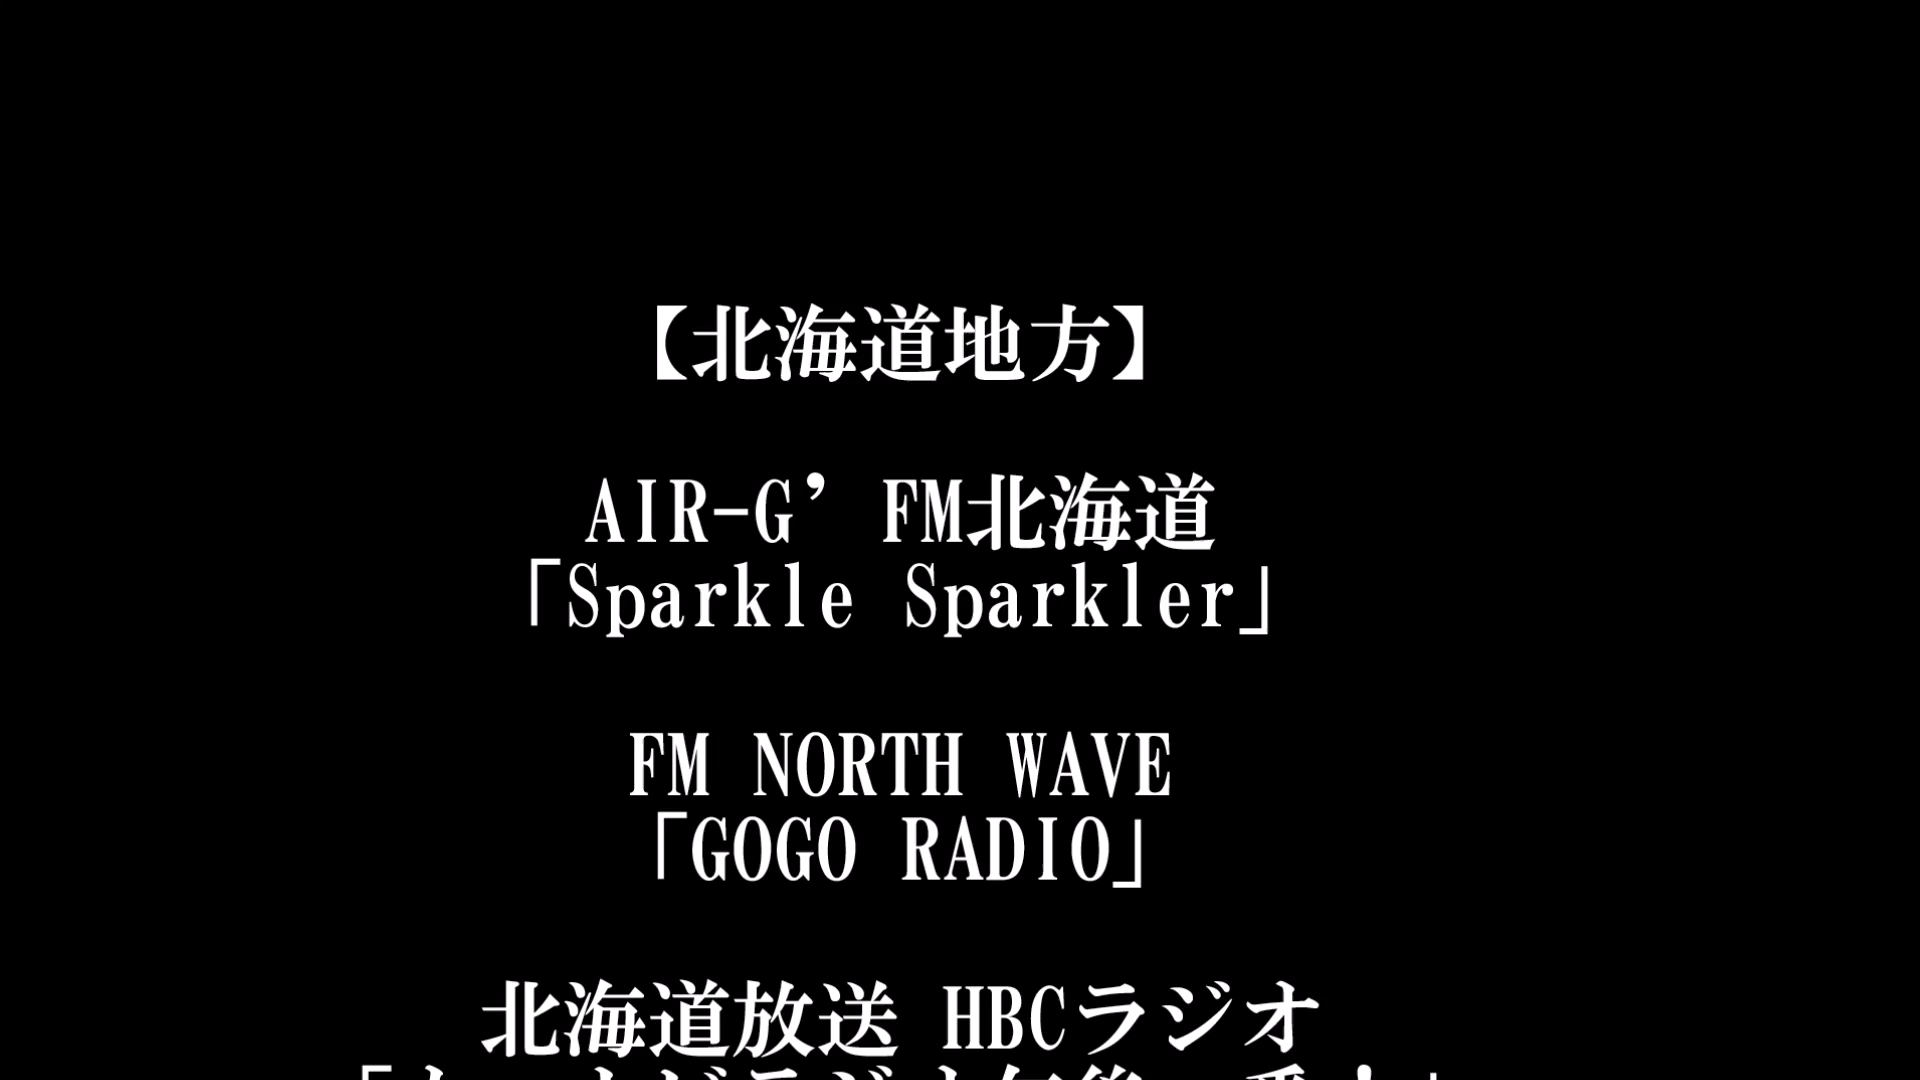 【北海道地方】
AIR-G’ FM北海道
「Sparkle Sparkler」
FM NORTH WAVE
「GOGO RADIO」
北海道放送 HBCラジオ